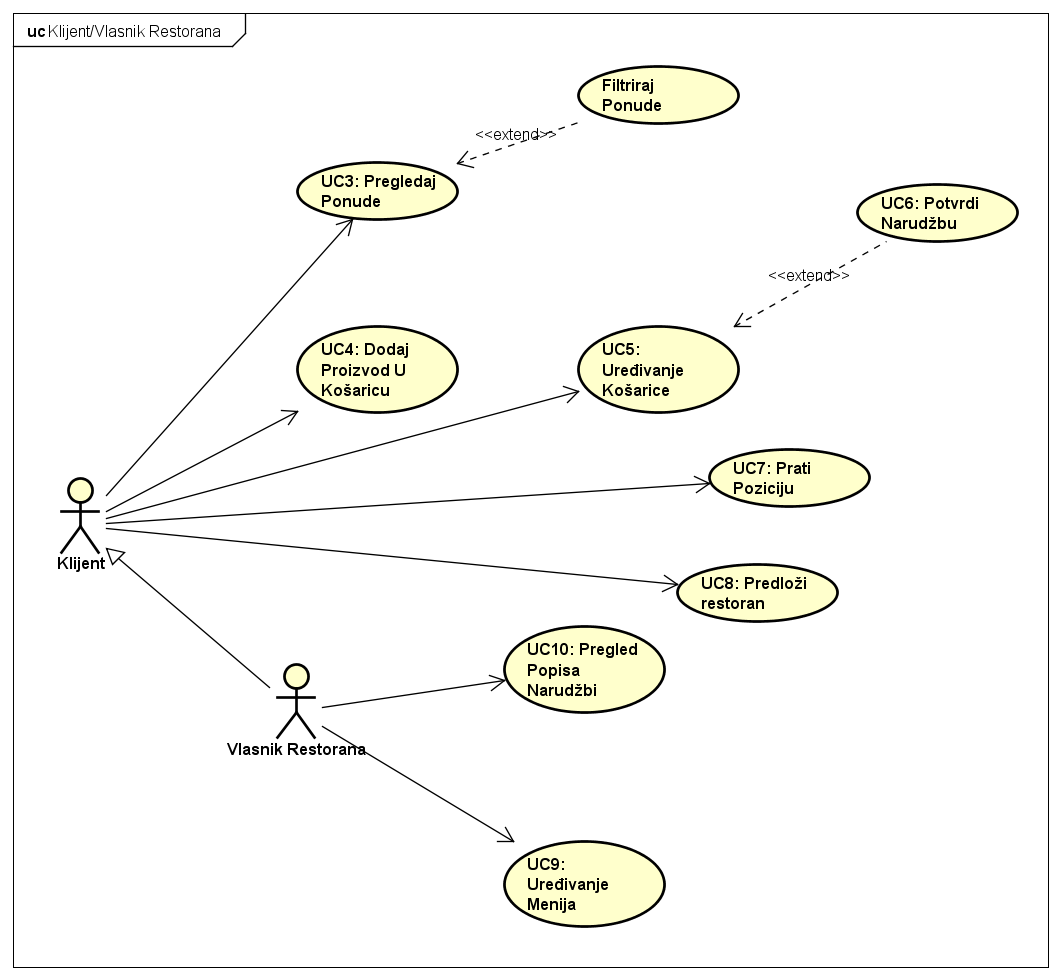 uc Klijent/Vlasnik Restorana
Filtriraj
Ponude
<<extend>>
UC3: Pregledaj
Ponude
UC6: Potvrdi
Narudžbu
<<extend>>
UC4: Dodaj
Proizvod U
Košaricu
UC5:
Uređivanje
Košarice
UC7: Prati
Poziciju
Klijent
UC8: Predloži
restoran
UC10: Pregled
Popisa
Narudžbi
Vlasnik Restorana
UC9:
Uređivanje
Menija